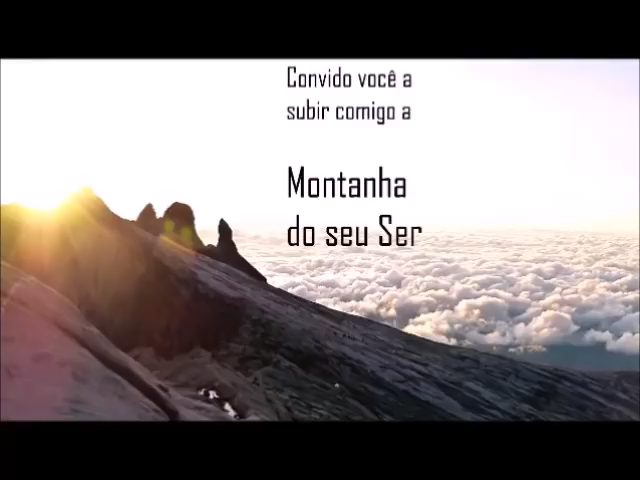 Convido você a
subir comigo a
Montanha
do seu Ser